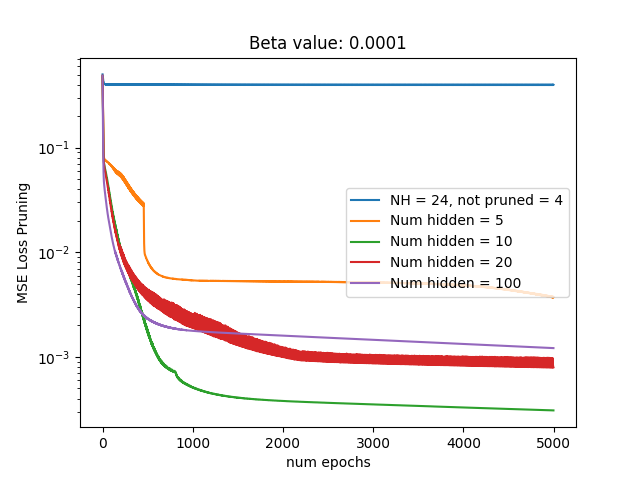 Beta value: 0.0001
MSE Loss Pruning
10⁻¹
10⁻²
10⁻³
NH = 24, not pruned = 4
Num hidden = 5
Num hidden = 10
Num hidden = 20
Num hidden = 100
0 1000 2000 3000 4000 5000
num epochs